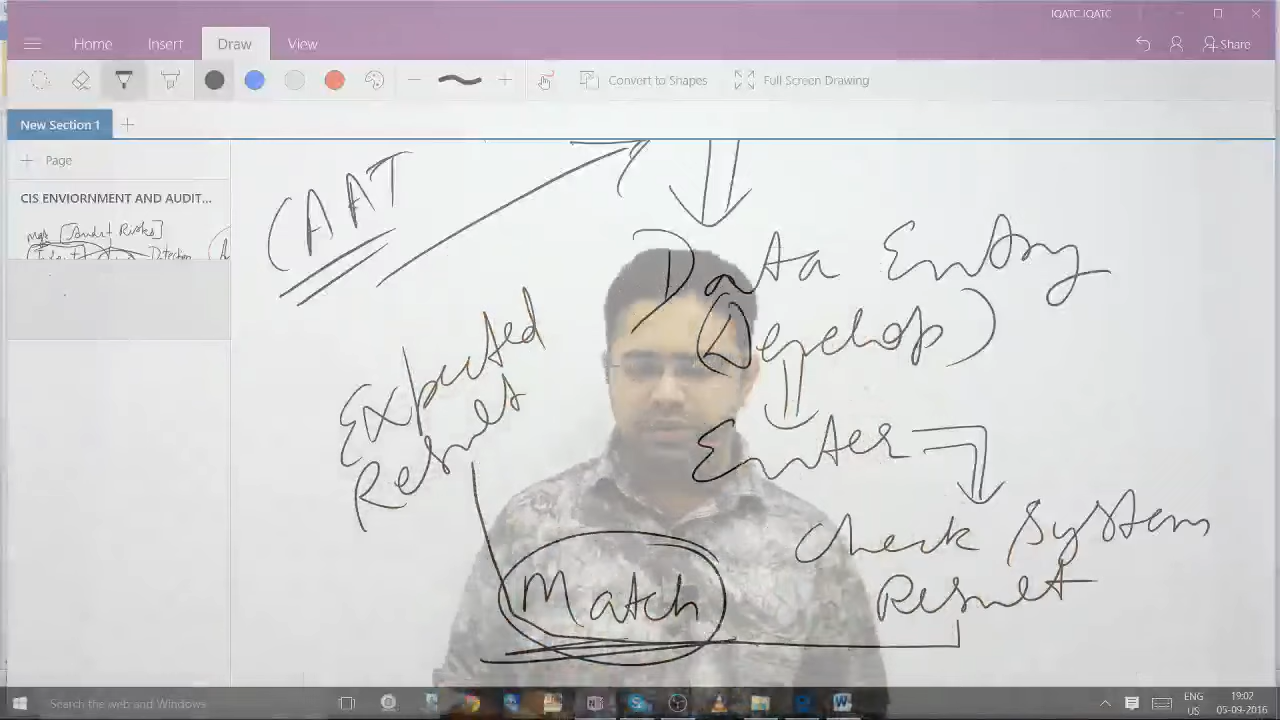 IQATC IQATC
Home Insert Draw View
Share
Convert to Shapes Full Screen Drawing
New Section 1
Page
CIS ENVIORNMENT AND AUDIT...
CAAT
Data Entry
(Develop)
Expected
Result
Enter
Check System
Result
Match
Search the web and Windows
ENG
US
19:02
05-09-2016